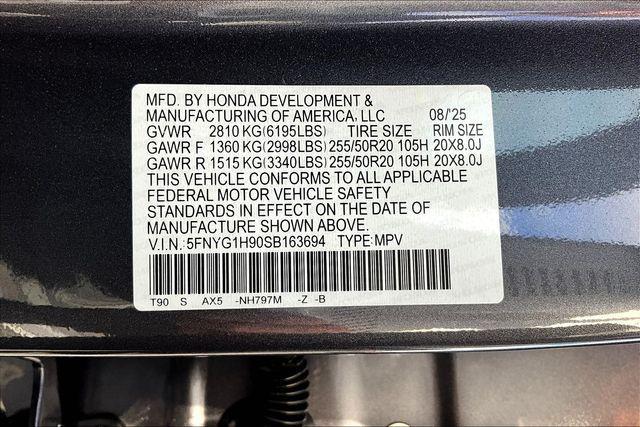 MFD. BY HONDA DEVELOPMENT &
MANUFACTURING OF AMERICA, LLC 08/'25
GVWR 2810 KG(6195LBS) TIRE SIZE RIM SIZE
GAWR F 1360 KG(2998LBS) 255/50R20 105H 20X8.0J
GAWR R 1515 KG(3340LBS) 255/50R20 105H 20X8.0J
THIS VEHICLE CONFORMS TO ALL APPLICABLE
FEDERAL MOTOR VEHICLE SAFETY
STANDARDS IN EFFECT ON THE DATE OF
MANUFACTURE SHOWN ABOVE.
V.I.N.:5FNYG1H90SB163694 TYPE:MPV
T90 S AX5 -NH797M -Z -B